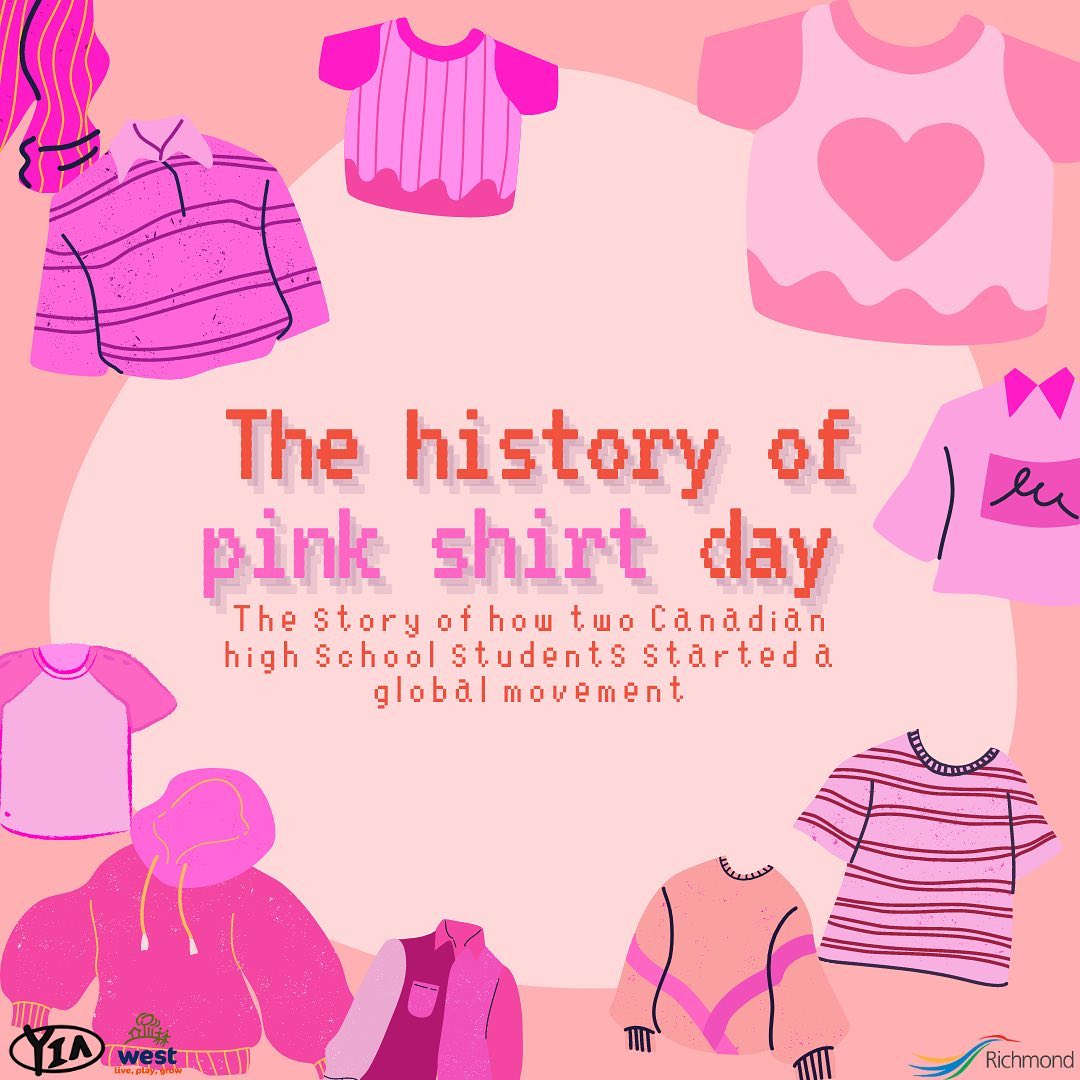 The history of
pink shirt day
The Story of how two Canadian
high School StudentS Started a
global movement
YIA
west
live, play, grow
Richmond